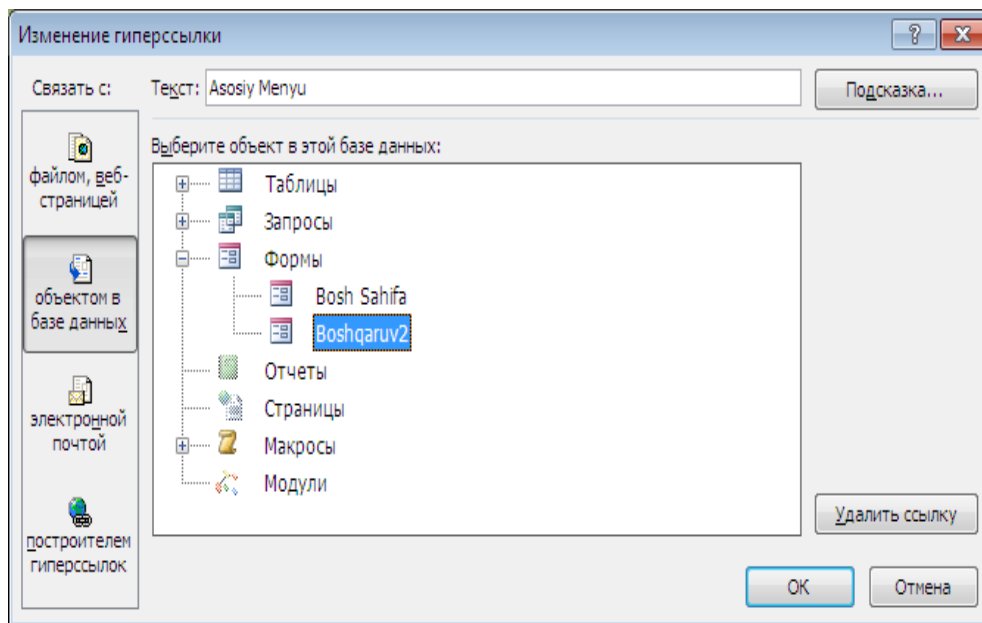 Изменение гиперссылки
Связать с:
Текст: Asosiy Menyu
Подсказка...
файлом, веб-
страницей
объектом в
базе данных
электронной
почтой
построителем
гиперссылок
Выберите объект в этой базе данных:
Таблицы
Запросы
Формы
Bosh Sahifa
Boshqaruv2
Отчеты
Страницы
Макросы
Модули
Удалить ссылку
ОК
Отмена